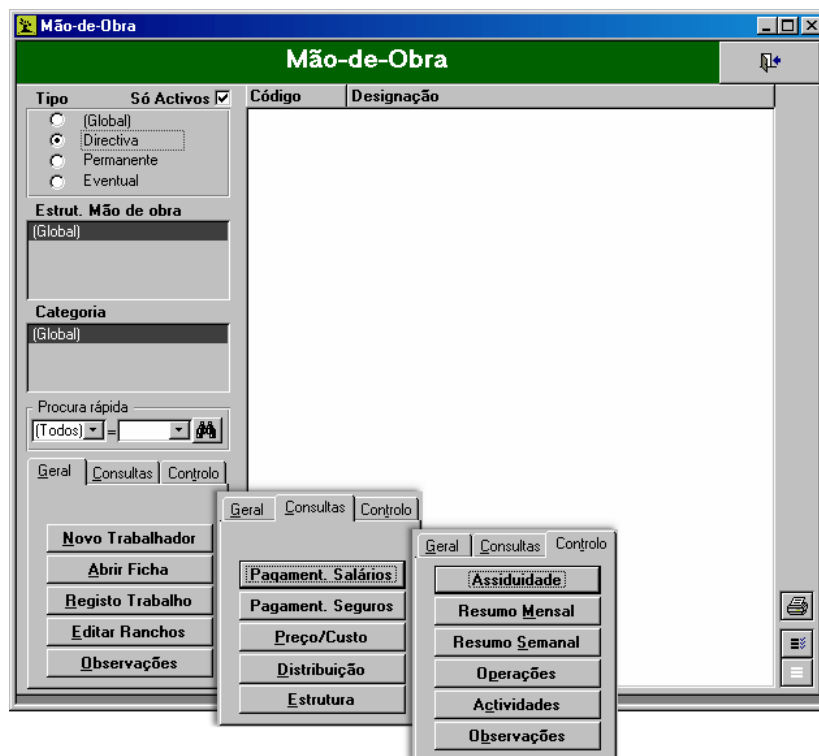 Mão-de-Obra
Mão-de-Obra
Tipo Só Activos
Código Designação
(Global)
Directiva
Permanente
Eventual
Estrut. Mão de obra
(Global)
Categoria
(Global)
Procura rápida
(Todos) =
Geral Consultas Controlo
Novo Trabalhador
Abrir Ficha
Registo Trabalho
Editar Ranchos
Observações
Geral Consultas Controlo
Pagament. Salários
Pagament. Seguros
Preço/Custo
Distribuição
Estrutura
Geral Consultas Controlo
Assiduidade
Resumo Mensal
Resumo Semanal
Operações
Actividades
Observações